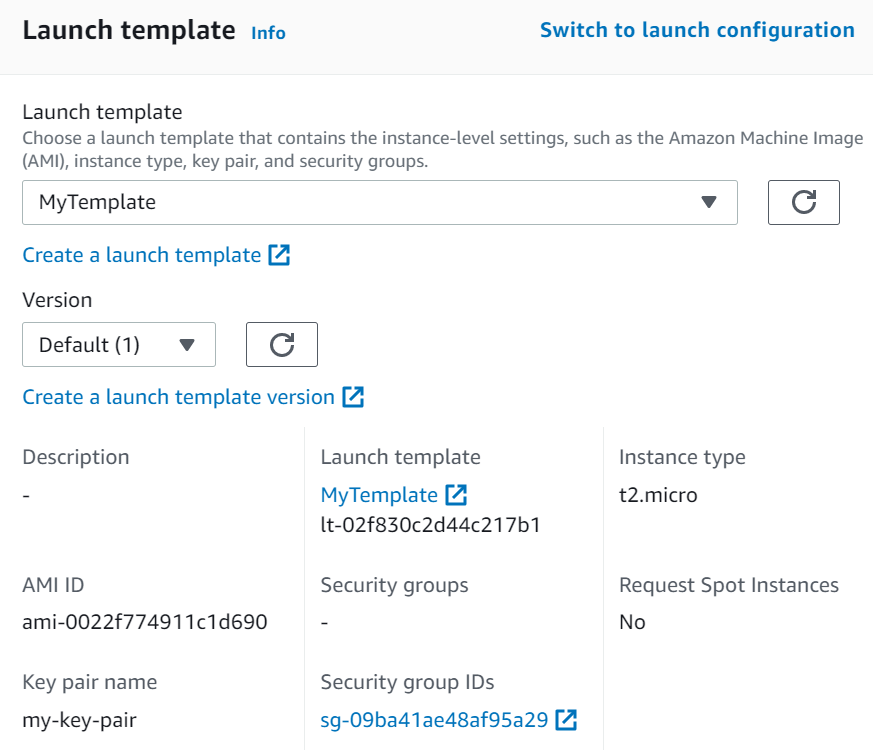 Launch template Info Switch to launch configuration
Launch template
Choose a launch template that contains the instance-level settings, such as the Amazon Machine Image
(AMI), instance type, key pair, and security groups.
MyTemplate
Create a launch template
Version
Default (1)
Create a launch template version
Description
-
Launch template
MyTemplate
lt-02f830c2d44c217b1
Instance type
t2.micro
AMI ID
ami-0022f774911c1d690
Security groups
-
Request Spot Instances
No
Key pair name
my-key-pair
Security group IDs
sg-09ba41ae48af95a29